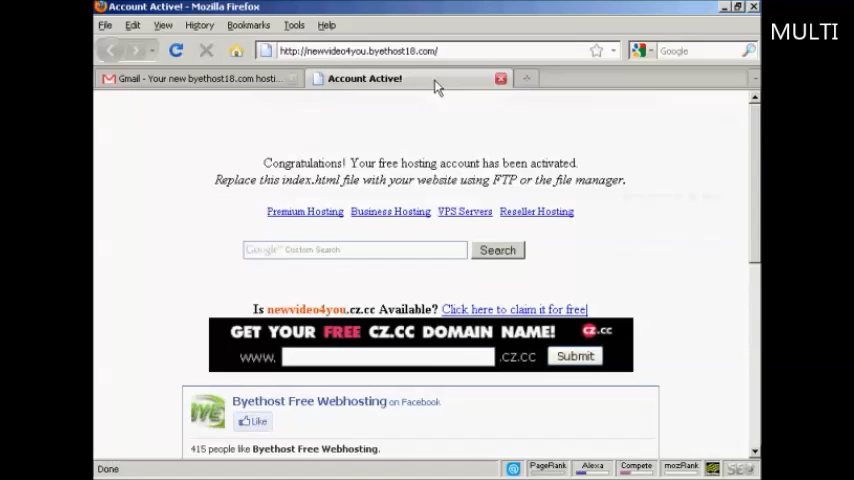 Account Active! - Mozilla Firefox
MULTI
File Edit View History Bookmarks Tools Help
http://newvideo4you.byethost18.com/
Google
Gmail - Your new byethost18.com hosti...
Account Active!
Congratulations! Your free hosting account has been activated.
Replace this index.html file with your website using FTP or the file manager.
Premium Hosting Business Hosting VPS Servers Reseller Hosting
Google Custom Search Search
Is newvideo4you.cz.cc Available? Click here to claim it for free!
GET YOUR FREE CZ.CC DOMAIN NAME! cz.cc
www. .CZ.CC Submit
BYE
Byethost Free Webhosting on Facebook
Like
415 people like Byethost Free Webhosting.
Done PageRank Alexa Compete mozRank SE